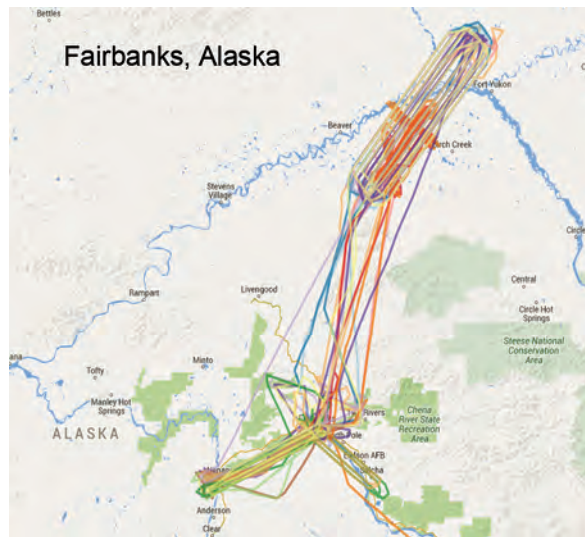 Bettles
Fairbanks, Alaska
Fort Yukon
Beaver
Birch Creek
Stevens
Village
Circle
Central
Livengood
Rampart
Circle Hot
Springs
Steese National
Conservation
Area
Minto
Tofty
Manley Hot
Springs
Rivers
Chena
River State
Recreation
Area
ALASKA
Pole
Eielson AFB
Anderson
Clear